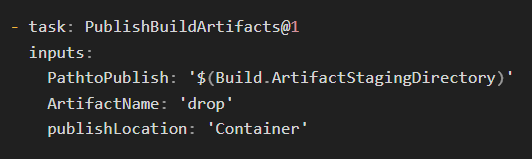 - task: PublishBuildArtifacts@1
  inputs:
    PathtoPublish: '$(Build.ArtifactStagingDirectory)'
    ArtifactName: 'drop'
    publishLocation: 'Container'